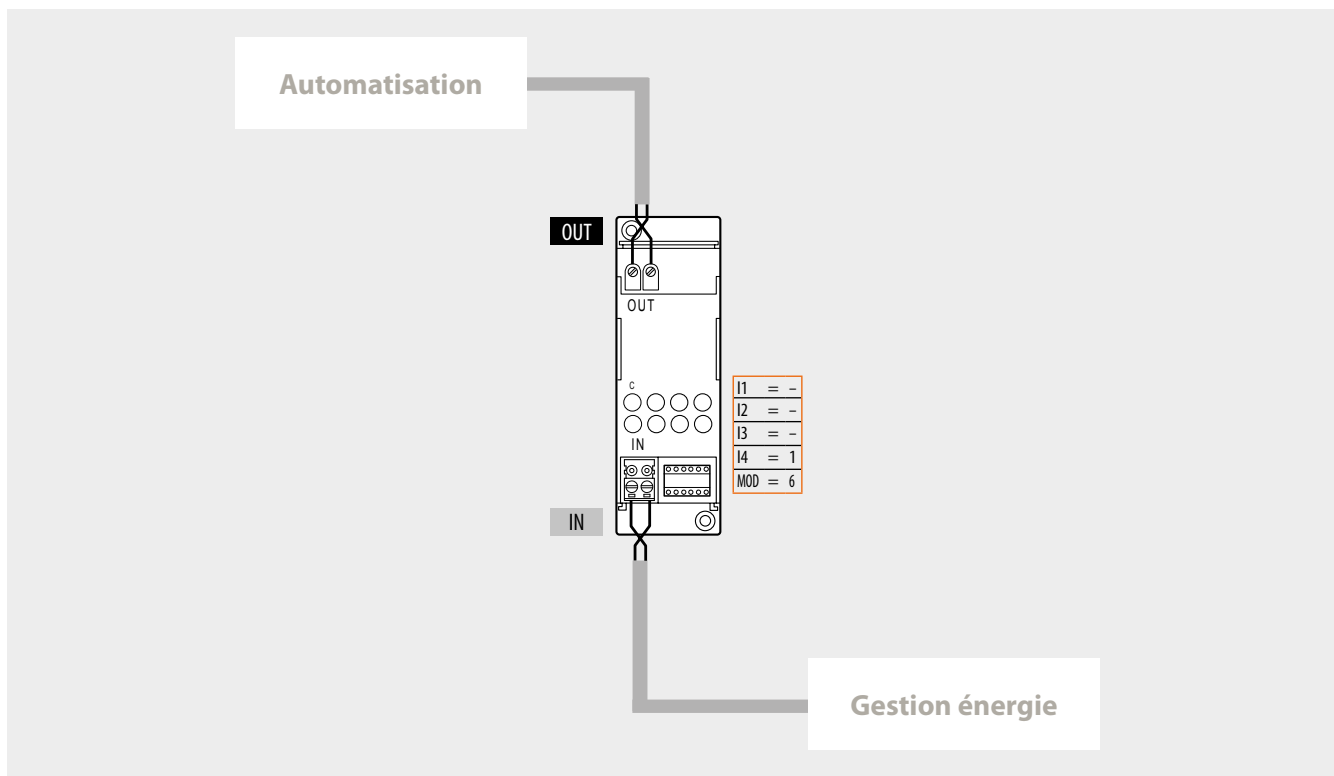 Automatisation
OUT
OUT
C
I1 = –
I2 = –
I3 = –
I4 = 1
MOD = 6
IN
IN
Gestion énergie